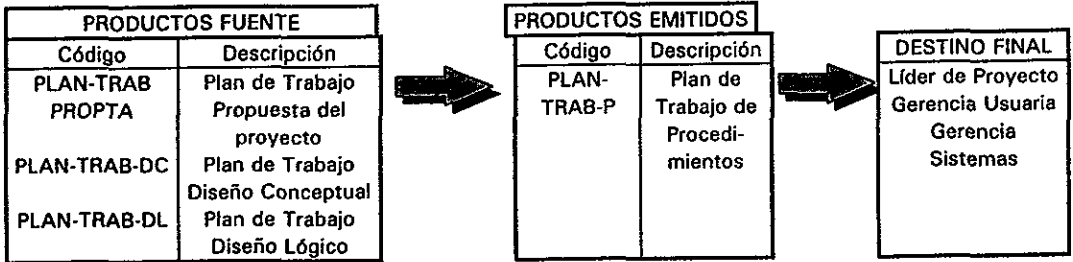 PRODUCTOS FUENTE
Código Descripción
PLAN-TRAB Plan de Trabajo
PROPTA Propuesta del
proyecto
PLAN-TRAB-DC Plan de Trabajo
Diseño Conceptual
PLAN-TRAB-DL Plan de Trabajo
Diseño Lógico
PRODUCTOS EMITIDOS
Código Descripción
PLAN- Plan de
TRAB-P Trabajo de
Procedi-
mientos
DESTINO FINAL
Líder de Proyecto
Gerencia Usuaria
Gerencia
Sistemas